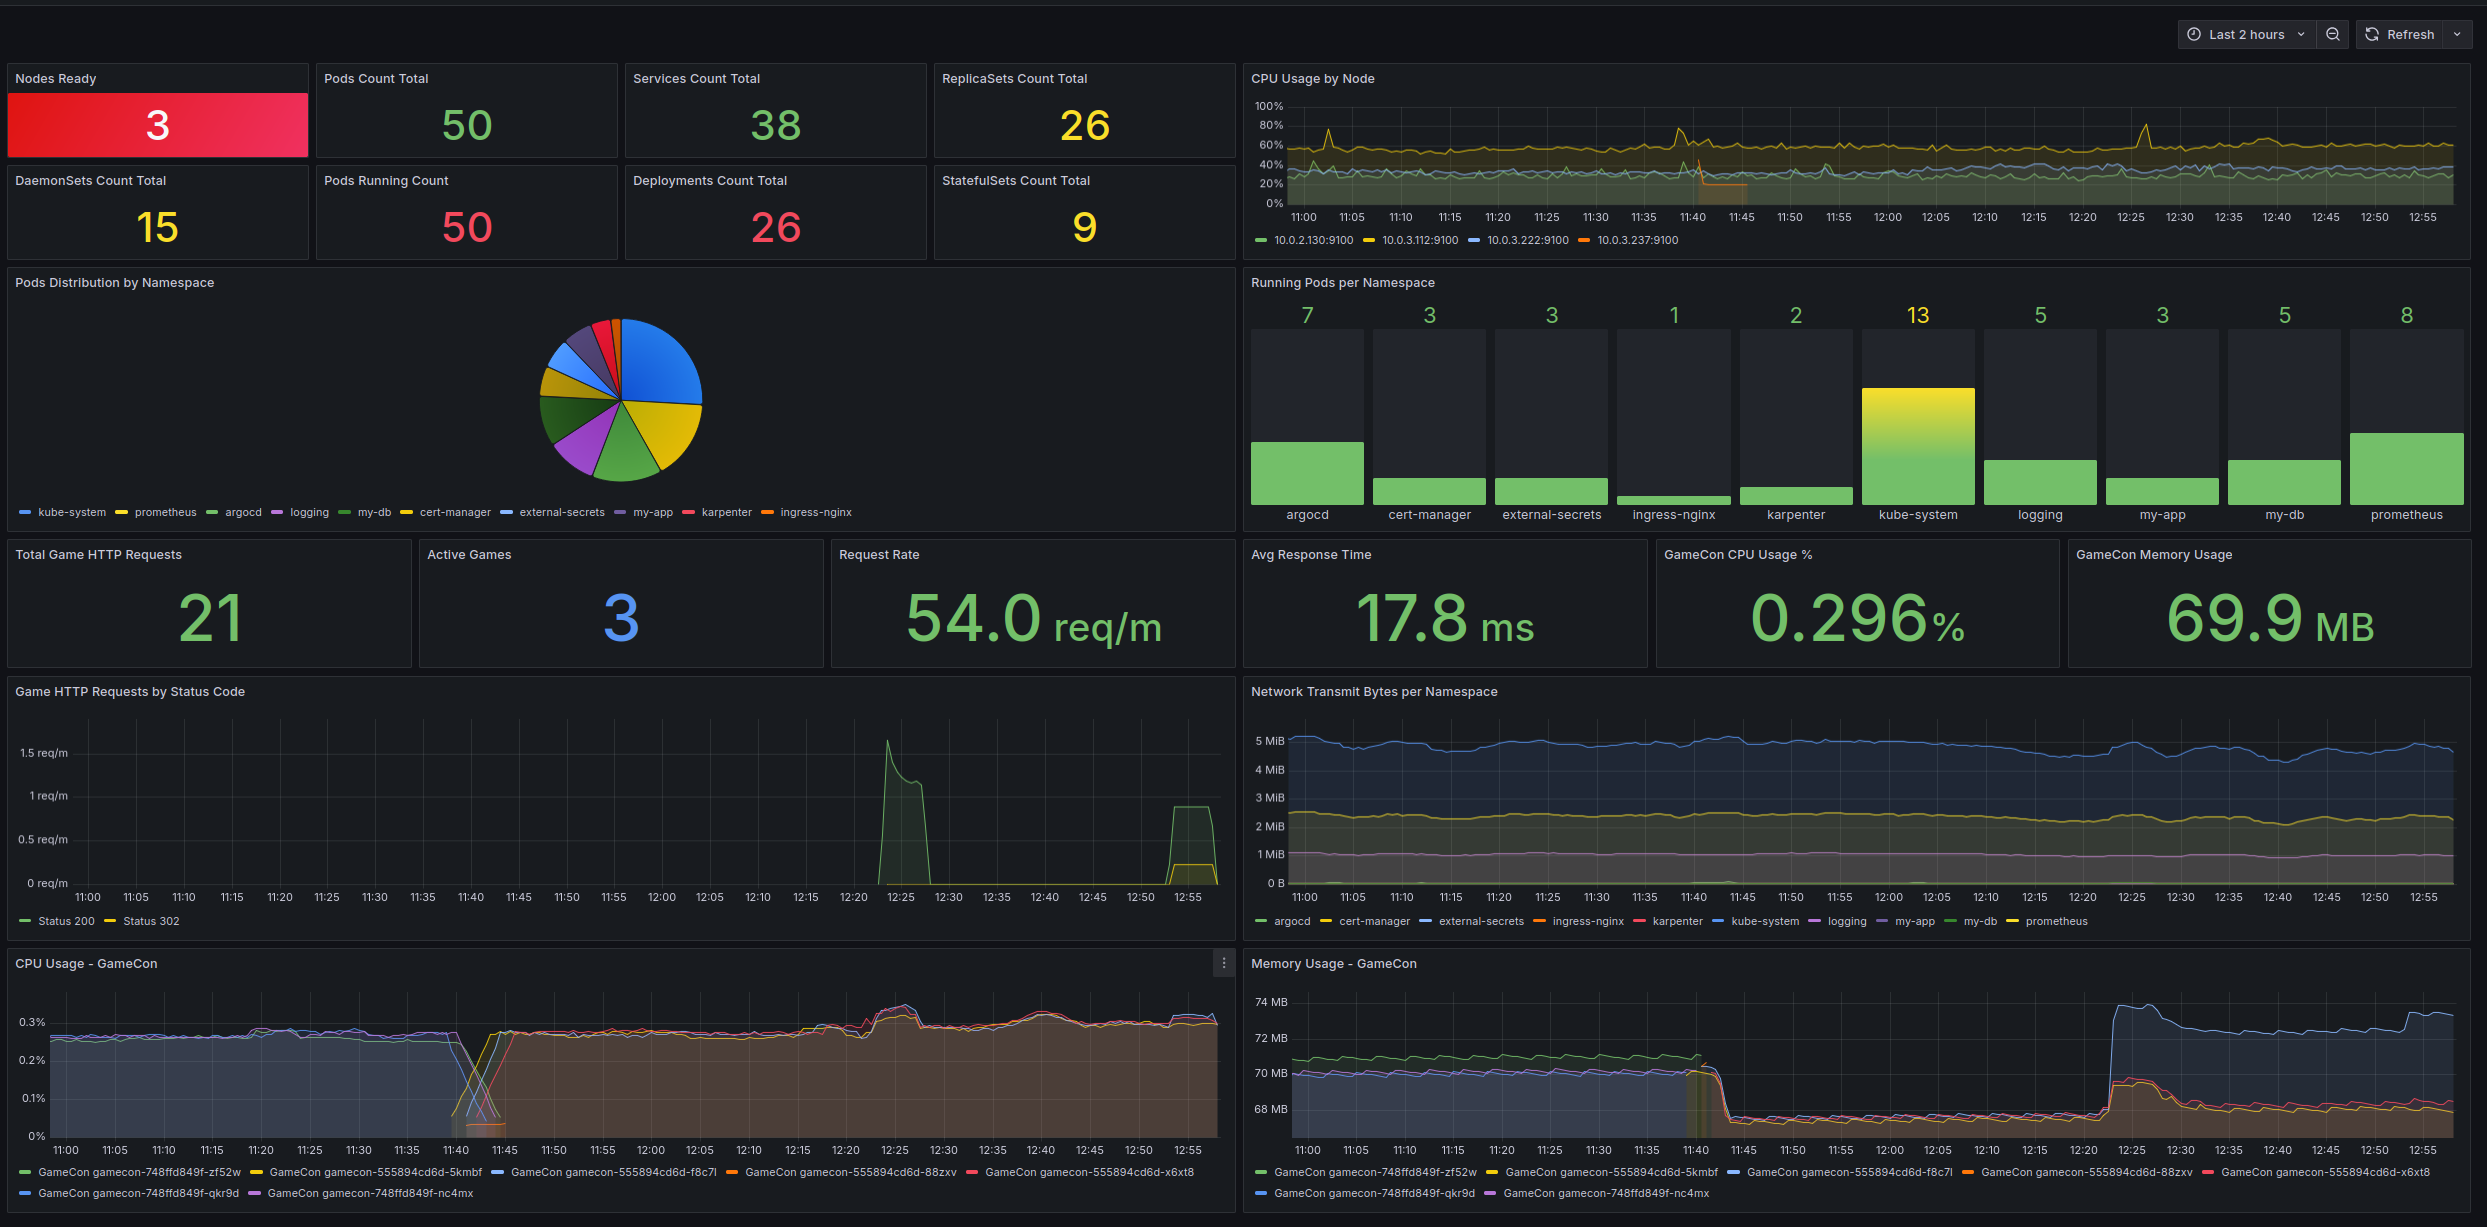 Last 2 hours
Refresh
Nodes Ready
3
Pods Count Total
50
Services Count Total
38
ReplicaSets Count Total
26
DaemonSets Count Total
15
Pods Running Count
50
Deployments Count Total
26
StatefulSets Count Total
9
CPU Usage by Node
100%
80%
60%
40%
20%
0%
11:00 11:05 11:10 11:15 11:20 11:25 11:30 11:35 11:40 11:45 11:50 11:55 12:00 12:05 12:10 12:15 12:20 12:25 12:30 12:35 12:40 12:45 12:50 12:55
10.0.2.130:9100 10.0.3.112:9100 10.0.3.222:9100 10.0.3.237:9100
Pods Distribution by Namespace
kube-system prometheus argocd logging my-db cert-manager external-secrets my-app karpenter ingress-nginx
Running Pods per Namespace
7 3 3 1 2 13 5 3 5 8
argocd cert-manager external-secrets ingress-nginx karpenter kube-system logging my-app my-db prometheus
Total Game HTTP Requests
21
Active Games
3
Request Rate
54.0 req/m
Avg Response Time
17.8 ms
GameCon CPU Usage %
0.296%
GameCon Memory Usage
69.9 MB
Game HTTP Requests by Status Code
1.5 req/m
1 req/m
0.5 req/m
0 req/m
11:00 11:05 11:10 11:15 11:20 11:25 11:30 11:35 11:40 11:45 11:50 11:55 12:00 12:05 12:10 12:15 12:20 12:25 12:30 12:35 12:40 12:45 12:50 12:55
Status 200 Status 302
Network Transmit Bytes per Namespace
5 MiB
4 MiB
3 MiB
2 MiB
1 MiB
0 B
11:00 11:05 11:10 11:15 11:20 11:25 11:30 11:35 11:40 11:45 11:50 11:55 12:00 12:05 12:10 12:15 12:20 12:25 12:30 12:35 12:40 12:45 12:50 12:55
argocd cert-manager external-secrets ingress-nginx karpenter kube-system logging my-app my-db prometheus
CPU Usage - GameCon
0.3%
0.2%
0.1%
0%
11:00 11:05 11:10 11:15 11:20 11:25 11:30 11:35 11:40 11:45 11:50 11:55 12:00 12:05 12:10 12:15 12:20 12:25 12:30 12:35 12:40 12:45 12:50 12:55
GameCon gamecon-748ffd849f-zf52w GameCon gamecon-555894cd6d-5kmbf GameCon gamecon-555894cd6d-f8c7l GameCon gamecon-555894cd6d-88zxv GameCon gamecon-555894cd6d-x6xt8
GameCon gamecon-748ffd849f-qkr9d GameCon gamecon-748ffd849f-nc4mx
Memory Usage - GameCon
74 MB
72 MB
70 MB
68 MB
11:00 11:05 11:10 11:15 11:20 11:25 11:30 11:35 11:40 11:45 11:50 11:55 12:00 12:05 12:10 12:15 12:20 12:25 12:30 12:35 12:40 12:45 12:50 12:55
GameCon gamecon-748ffd849f-zf52w GameCon gamecon-555894cd6d-5kmbf GameCon gamecon-555894cd6d-f8c7l GameCon gamecon-555894cd6d-88zxv GameCon gamecon-555894cd6d-x6xt8
GameCon gamecon-748ffd849f-qkr9d GameCon gamecon-748ffd849f-nc4mx